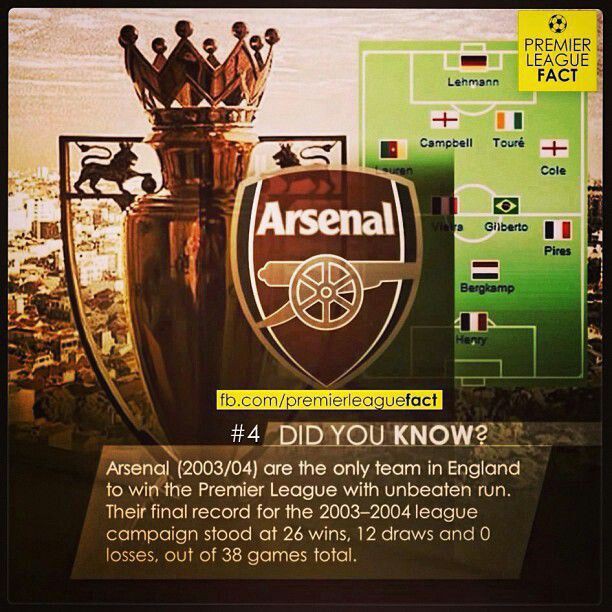 PREMIER
LEAGUE
FACT
Lehmann
Campbell Touré
Lauren
Cole
Vieira Gilberto
Pires
Bergkamp
Henry
Arsenal
fb.com/premierleaguefact
#4 DID YOU KNOW?
Arsenal (2003/04) are the only team in England
to win the Premier League with unbeaten run.
Their final record for the 2003–2004 league
campaign stood at 26 wins, 12 draws and 0
losses, out of 38 games total.